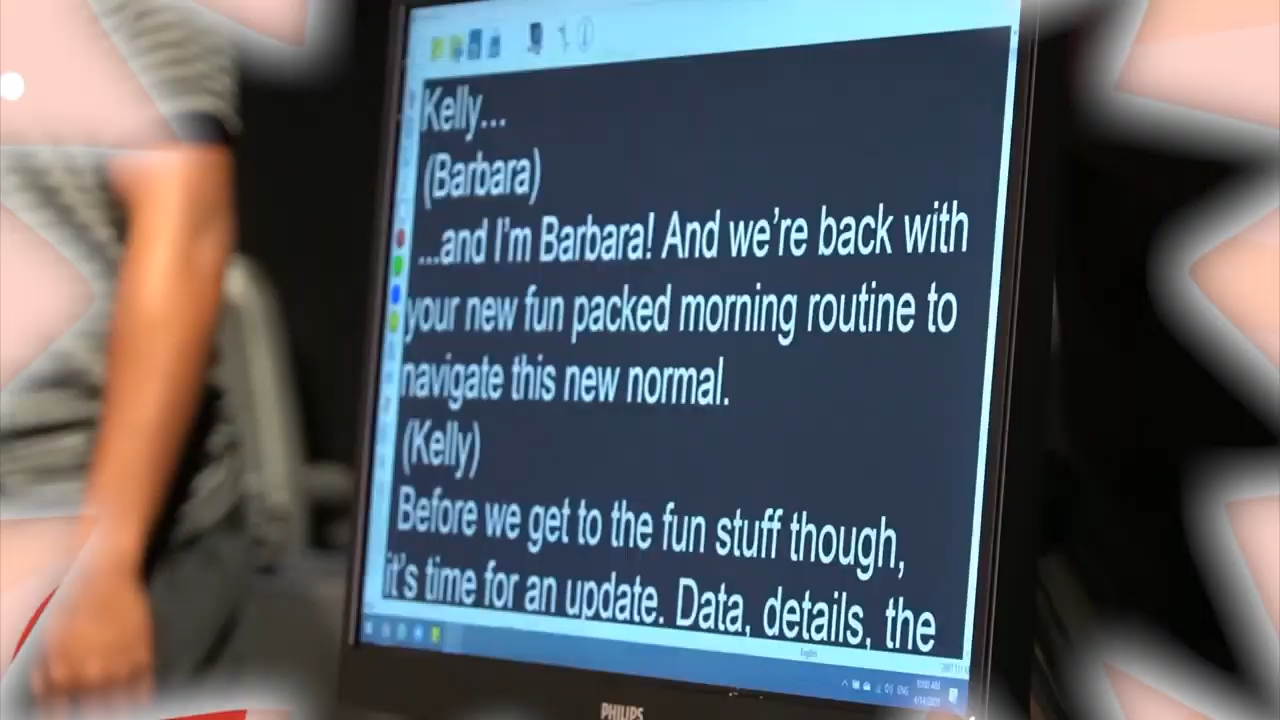 Kelly...
(Barbara)
...and I'm Barbara! And we're back with
your new fun packed morning routine to
navigate this new normal.
(Kelly)
Before we get to the fun stuff though,
it's time for an update. Data, details, the
English
ENG
PHILIPS